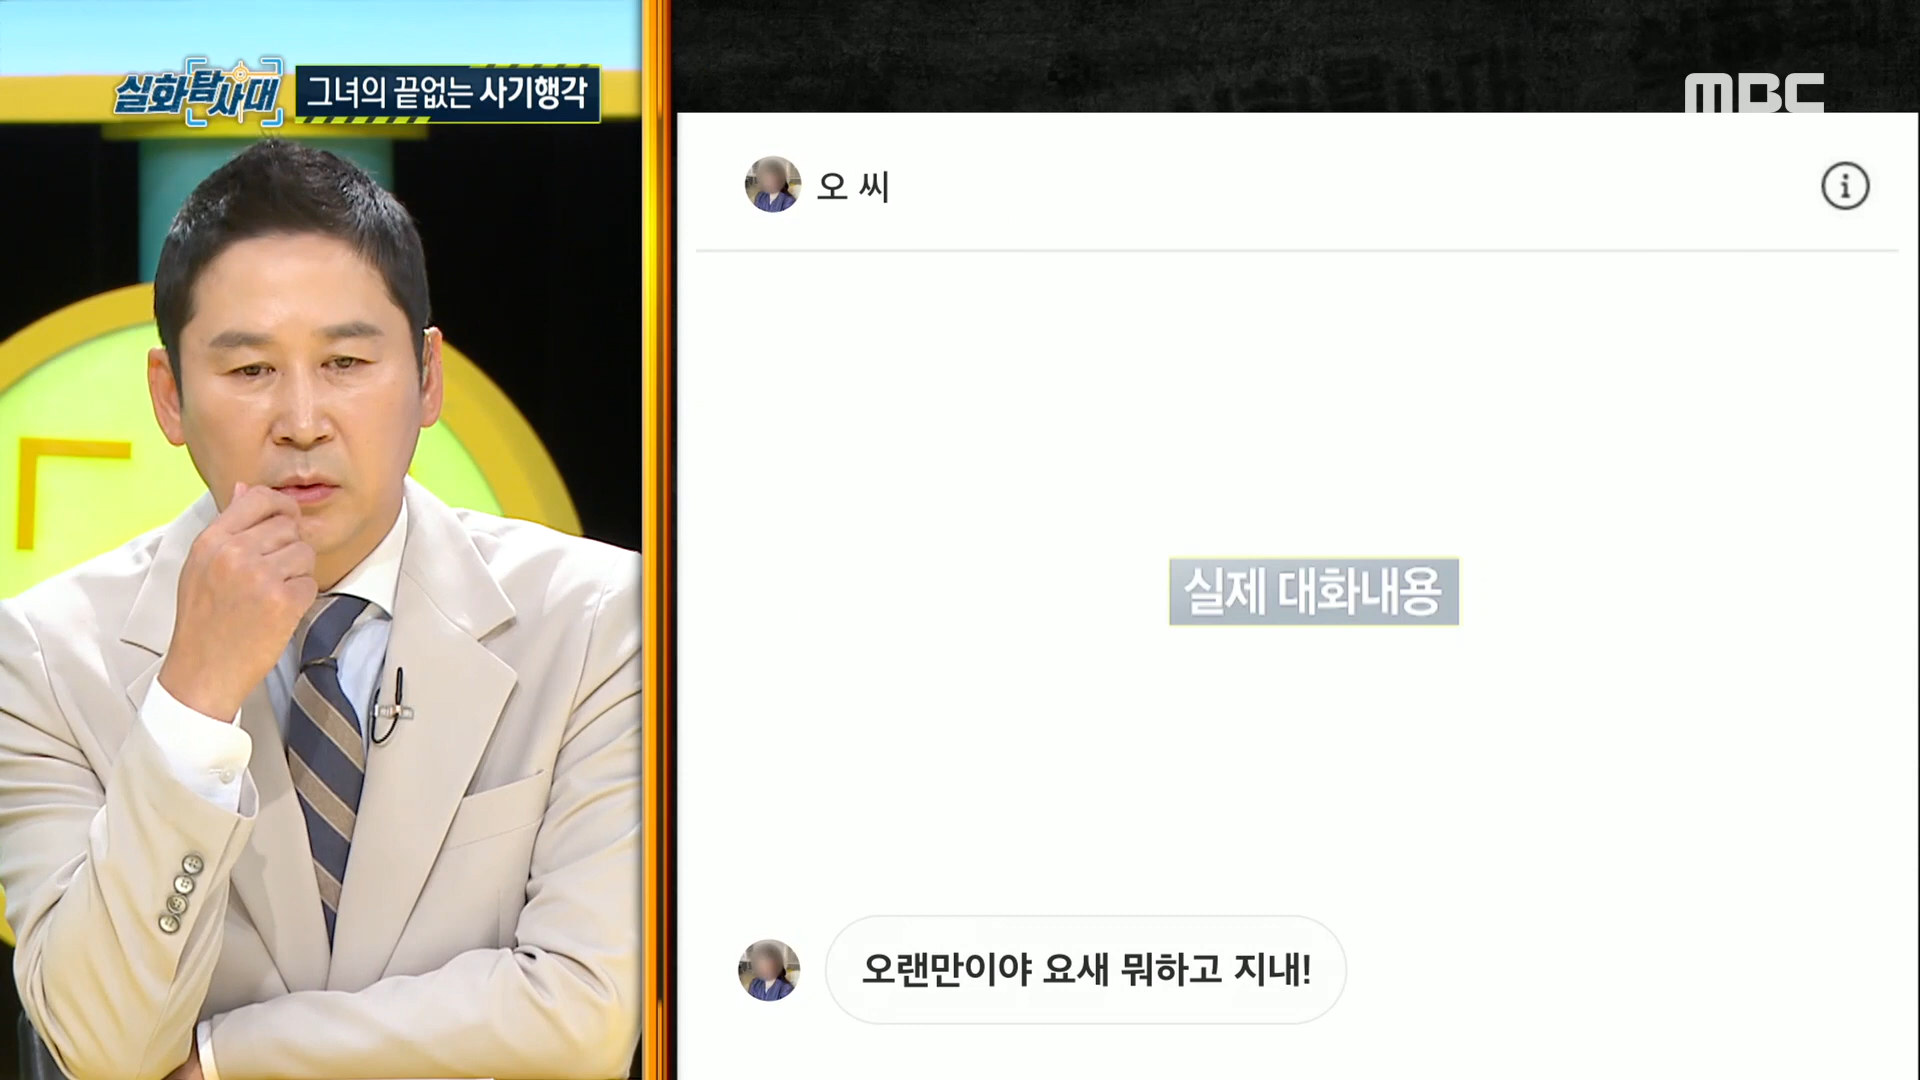 실화탐사대
그녀의 끝없는 사기행각
MBC
오 씨
실제 대화내용
오랜만이야 요새 뭐하고 지내!